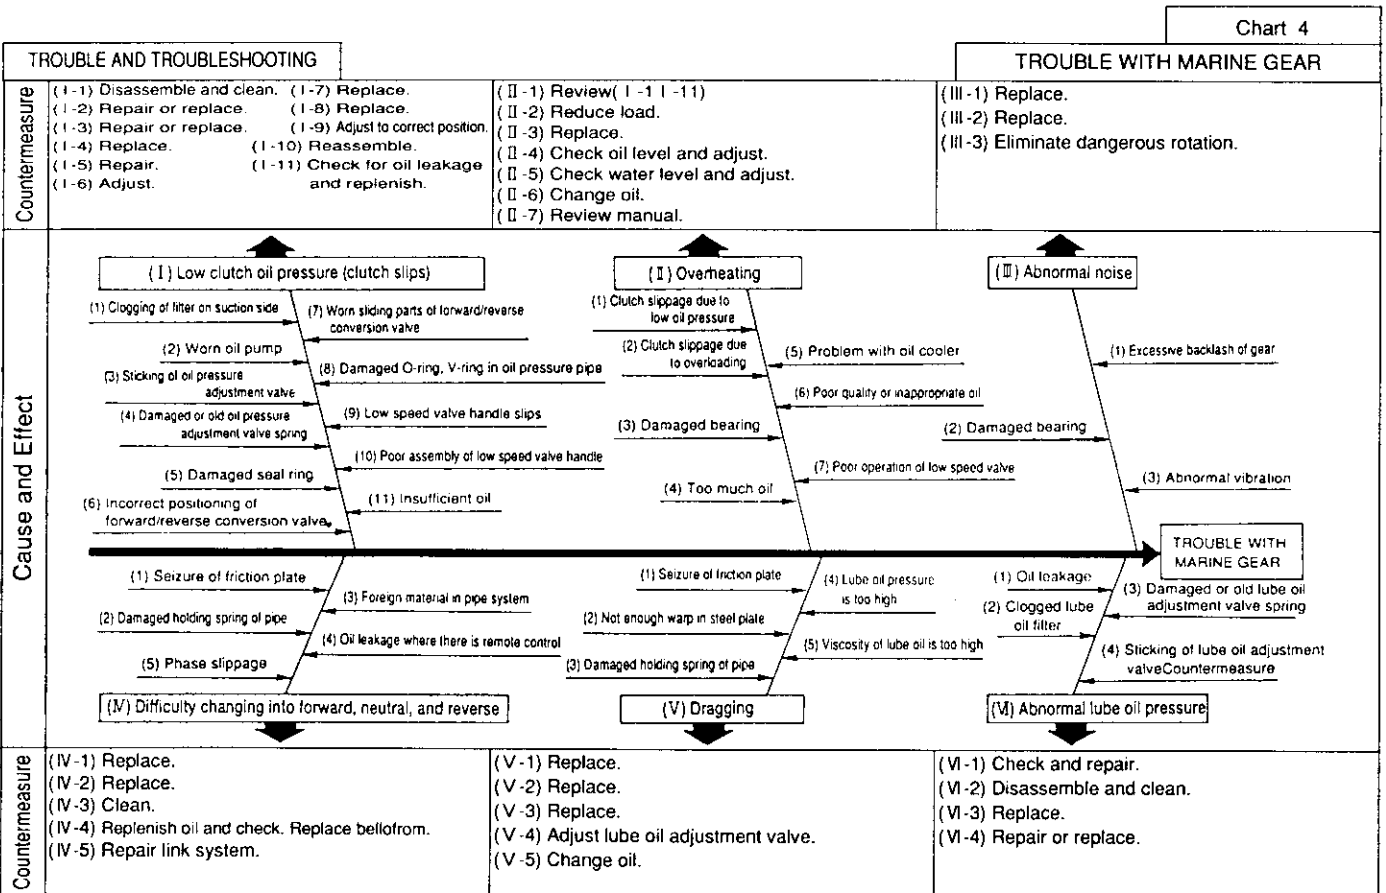 Chart 4
TROUBLE AND TROUBLESHOOTING
TROUBLE WITH MARINE GEAR
Countermeasure
(I-1) Disassemble and clean.
(I-2) Repair or replace.
(I-3) Repair or replace.
(I-4) Replace.
(I-5) Repair.
(I-6) Adjust.
(I-7) Replace.
(I-8) Replace.
(I-9) Adjust to correct position.
(I-10) Reassemble.
(I-11) Check for oil leakage
and replenish.
(II-1) Review(I-1 I-11)
(II-2) Reduce load.
(II-3) Replace.
(II-4) Check oil level and adjust.
(II-5) Check water level and adjust.
(II-6) Change oil.
(II-7) Review manual.
(III-1) Replace.
(III-2) Replace.
(III-3) Eliminate dangerous rotation.
Cause and Effect
(I) Low clutch oil pressure (clutch slips)
(1) Clogging of filter on suction side
(2) Worn oil pump
(3) Sticking of oil pressure
adjustment valve
(4) Damaged or old oil pressure
adjustment valve spring
(5) Damaged seal ring
(6) Incorrect positioning of
forward/reverse conversion valve.
(7) Worn sliding parts of forward/reverse
conversion valve
(8) Damaged O-ring, V-ring in oil pressure pipe
(9) Low speed valve handle slips
(10) Poor assembly of low speed valve handle
(11) Insufficient oil
(II) Overheating
(1) Clutch slippage due to
low oil pressure
(2) Clutch slippage due
to overloading
(3) Damaged bearing
(4) Too much oil
(5) Problem with oil cooler
(6) Poor quality or inappropriate oil
(7) Poor operation of low speed valve
(III) Abnormal noise
(1) Excessive backlash of gear
(2) Damaged bearing
(3) Abnormal vibration
TROUBLE WITH
MARINE GEAR
(1) Seizure of friction plate
(2) Damaged holding spring of pipe
(3) Foreign material in pipe system
(4) Oil leakage where there is remote control
(5) Phase slippage
(IV) Difficulty changing into forward, neutral, and reverse
(1) Seizure of friction plate
(2) Not enough warp in steel plate
(3) Damaged holding spring of pipe
(4) Lube oil pressure
is too high
(5) Viscosity of lube oil is too high
(V) Dragging
(1) Oil leakage
(2) Clogged lube
oil filter
(3) Damaged or old lube oil
adjustment valve spring
(4) Sticking of lube oil adjustment
valveCountermeasure
(VI) Abnormal lube oil pressure
Countermeasure
(IV-1) Replace.
(IV-2) Replace.
(IV-3) Clean.
(IV-4) Replenish oil and check. Replace bellofrom.
(IV-5) Repair link system.
(V-1) Replace.
(V-2) Replace.
(V-3) Replace.
(V-4) Adjust lube oil adjustment valve.
(V-5) Change oil.
(VI-1) Check and repair.
(VI-2) Disassemble and clean.
(VI-3) Replace.
(VI-4) Repair or replace.